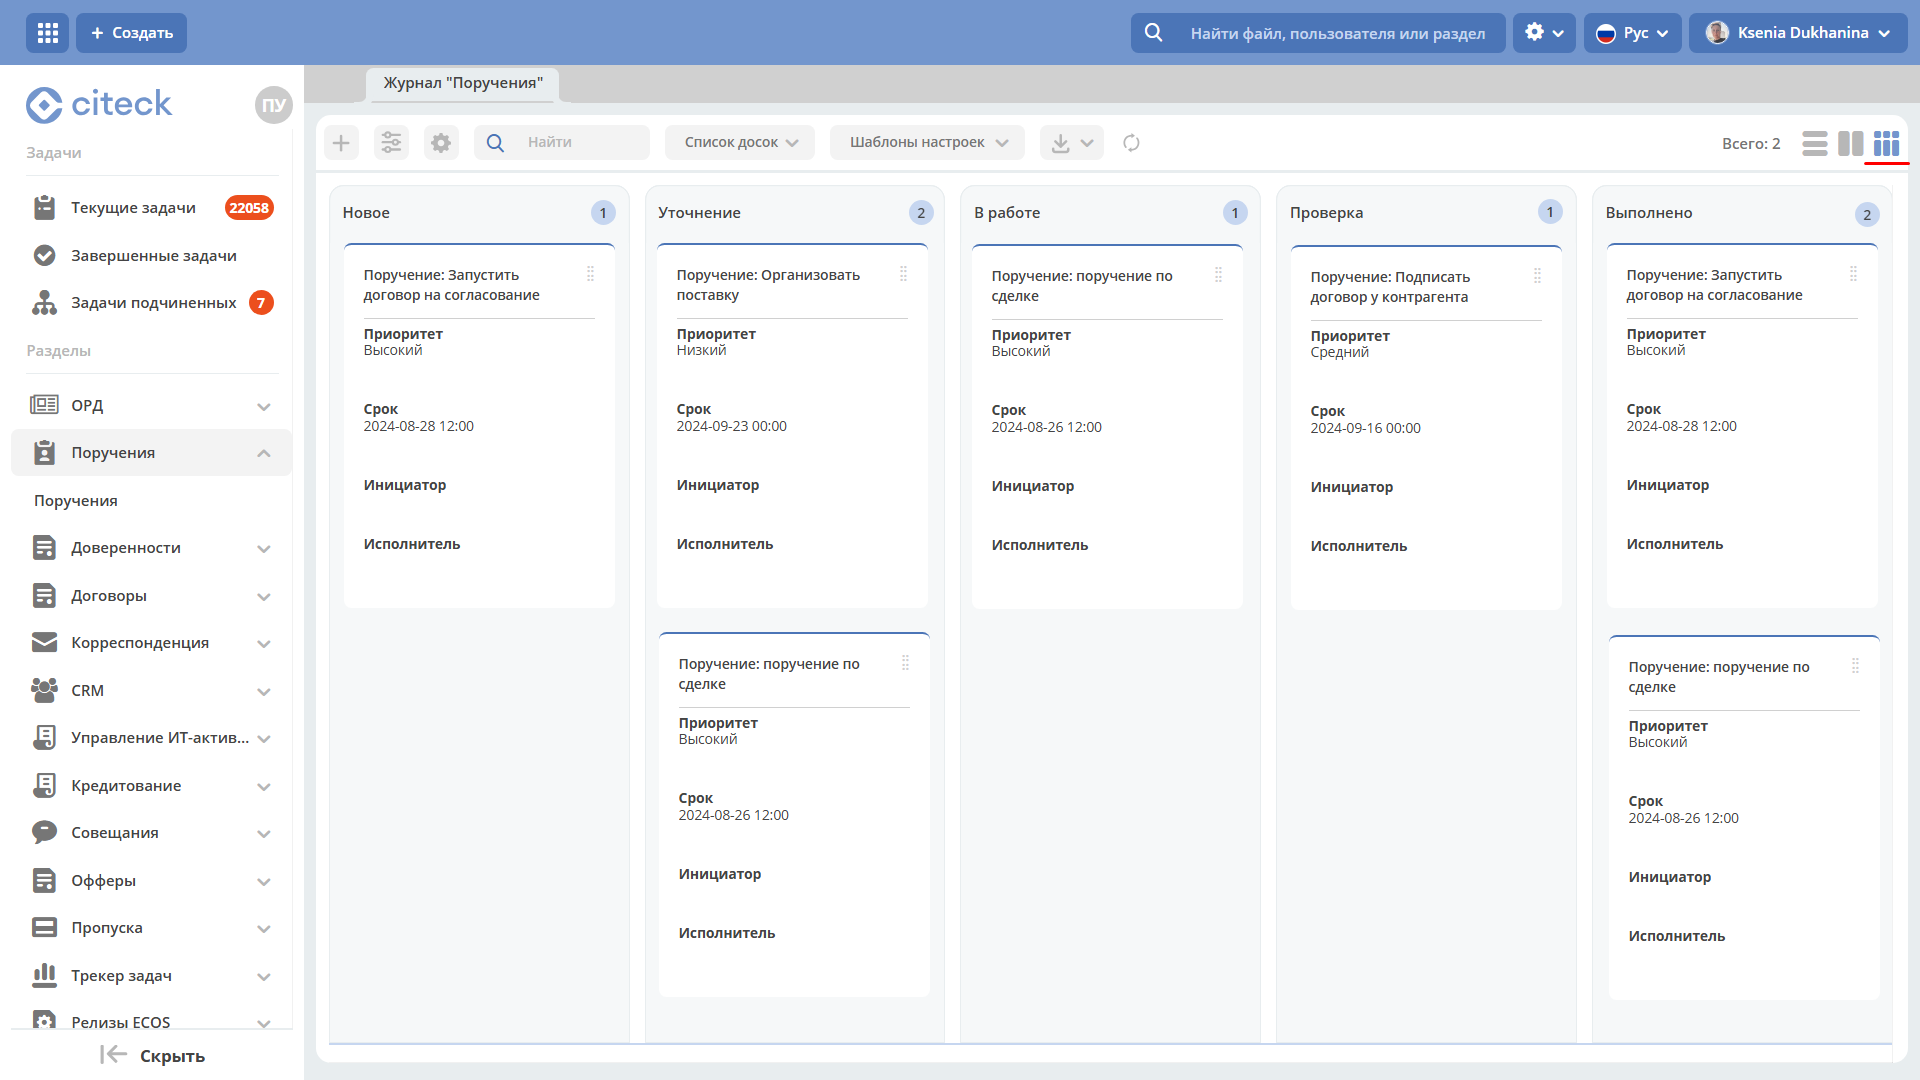 Создать
Найти файл, пользователя или раздел
Рус
Ksenia Dukhanina
citeck
ПУ
Задачи
Текущие задачи
22058
Завершенные задачи
Задачи подчиненных
7
Разделы
ОРД
Поручения
Поручения
Доверенности
Договоры
Корреспонденция
CRM
Управление ИТ-актив...
Кредитование
Совещания
Офферы
Пропуска
Трекер задач
Релизы ECOS
Скрыть
Журнал "Поручения"
Найти
Список досок
Шаблоны настроек
Всего: 2
Новое
1
Поручение: Запустить
договор на согласование
Приоритет
Высокий
Срок
2024-08-28 12:00
Инициатор
Исполнитель
Уточнение
2
Поручение: Организовать
поставку
Приоритет
Низкий
Срок
2024-09-23 00:00
Инициатор
Исполнитель
Поручение: поручение по
сделке
Приоритет
Высокий
Срок
2024-08-26 12:00
Инициатор
Исполнитель
В работе
1
Поручение: поручение по
сделке
Приоритет
Высокий
Срок
2024-08-26 12:00
Инициатор
Исполнитель
Проверка
1
Поручение: Подписать
договор у контрагента
Приоритет
Средний
Срок
2024-09-16 00:00
Инициатор
Исполнитель
Выполнено
2
Поручение: Запустить
договор на согласование
Приоритет
Высокий
Срок
2024-08-28 12:00
Инициатор
Исполнитель
Поручение: поручение по
сделке
Приоритет
Высокий
Срок
2024-08-26 12:00
Инициатор
Исполнитель